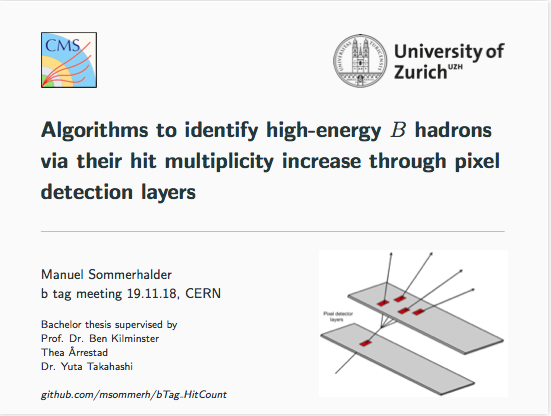 CMS
University of
Zurich UZH
Algorithms to identify high-energy B hadrons
via their hit multiplicity increase through pixel
detection layers
Manuel Sommerhalder
b tag meeting 19.11.18, CERN
Bachelor thesis supervised by
Prof. Dr. Ben Kilminster
Thea Årrestad
Dr. Yuta Takahashi
github.com/msommerh/bTag_HitCount
Pixel detector
layers